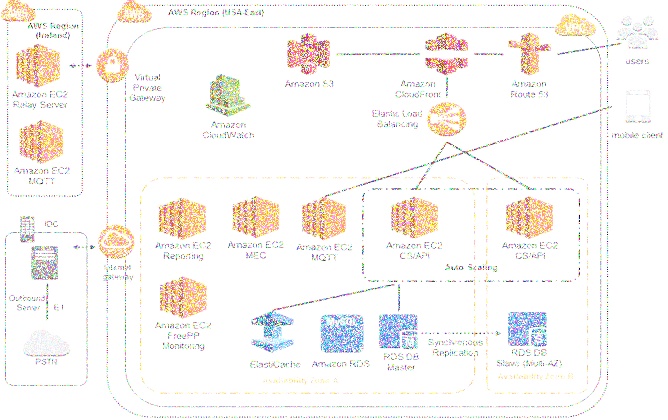 AWS Region
(Ireland)
AWS Region (USA-East)
Amazon EC2
Relay Server
Amazon EC2
MQTT
Virtual
Private
Gateway
Amazon
CloudWatch
Amazon S3
Amazon
CloudFront
Amazon
Route 53
users
mobile client
Elastic Load
Balancing
IDC
Outbound
Server
E1
PSTN
gateway
Amazon EC2
Reporting
Amazon EC2
MEC
Amazon EC2
MQTT
Amazon EC2
CS/API
Amazon EC2
CS/API
Auto Scaling
Amazon EC2
FreePP
Monitoring
ElastiCache
Amazon RDS
RDS DB
Master
Synchronous
Replication
RDS DB
Slave (Multi-AZ)
Availability Zone A
Availability Zone B